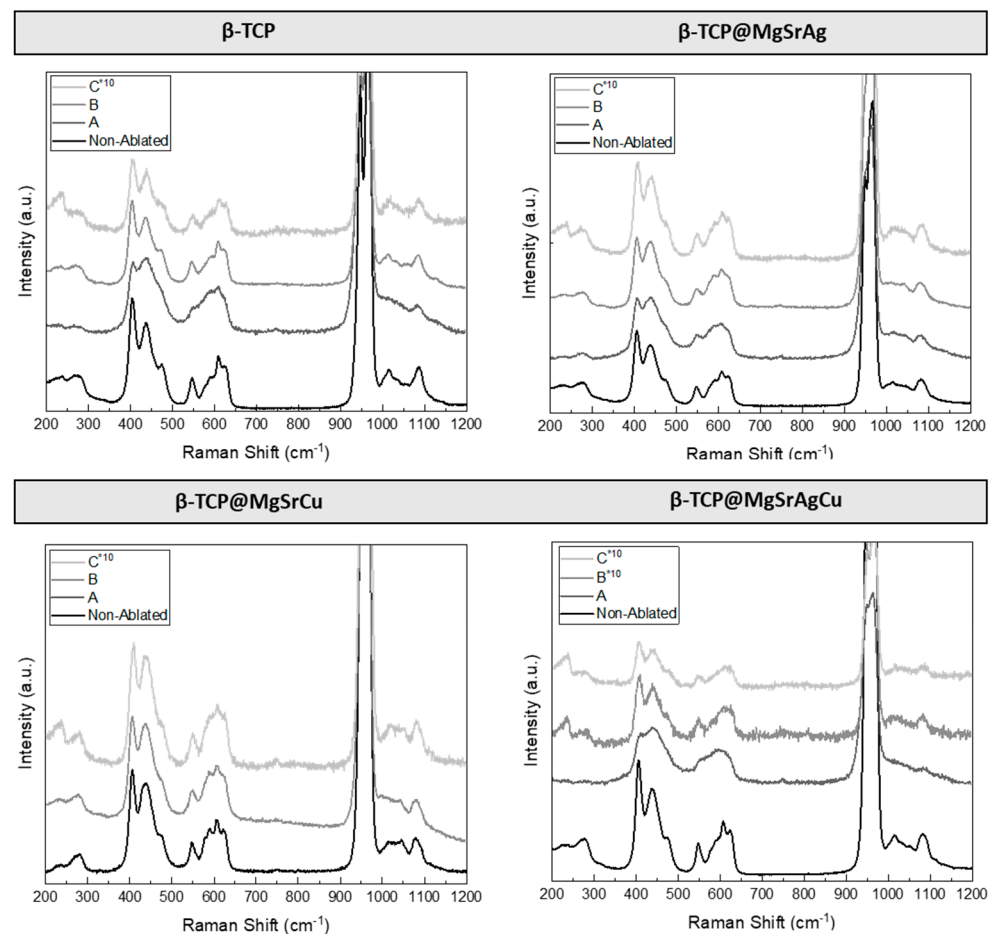 β-TCP
β-TCP@MgSrAg
C*10
B
A
Non-Ablated
Intensity (a.u.)
200 300 400 500 600 700 800 900 1000 1100 1200
Raman Shift (cm-1)
C*10
B
A
Non-Ablated
Intensity (a.u.)
200 300 400 500 600 700 800 900 1000 1100 1200
Raman Shift (cm-1)
β-TCP@MgSrCu
β-TCP@MgSrAgCu
C*10
B
A
Non-Ablated
Intensity (a.u.)
200 300 400 500 600 700 800 900 1000 1100 1200
Raman Shift (cm-1)
C*10
B*10
A
Non-Ablated
Intensity (a.u.)
200 300 400 500 600 700 800 900 1000 1100 1200
Raman Shift (cm-1)